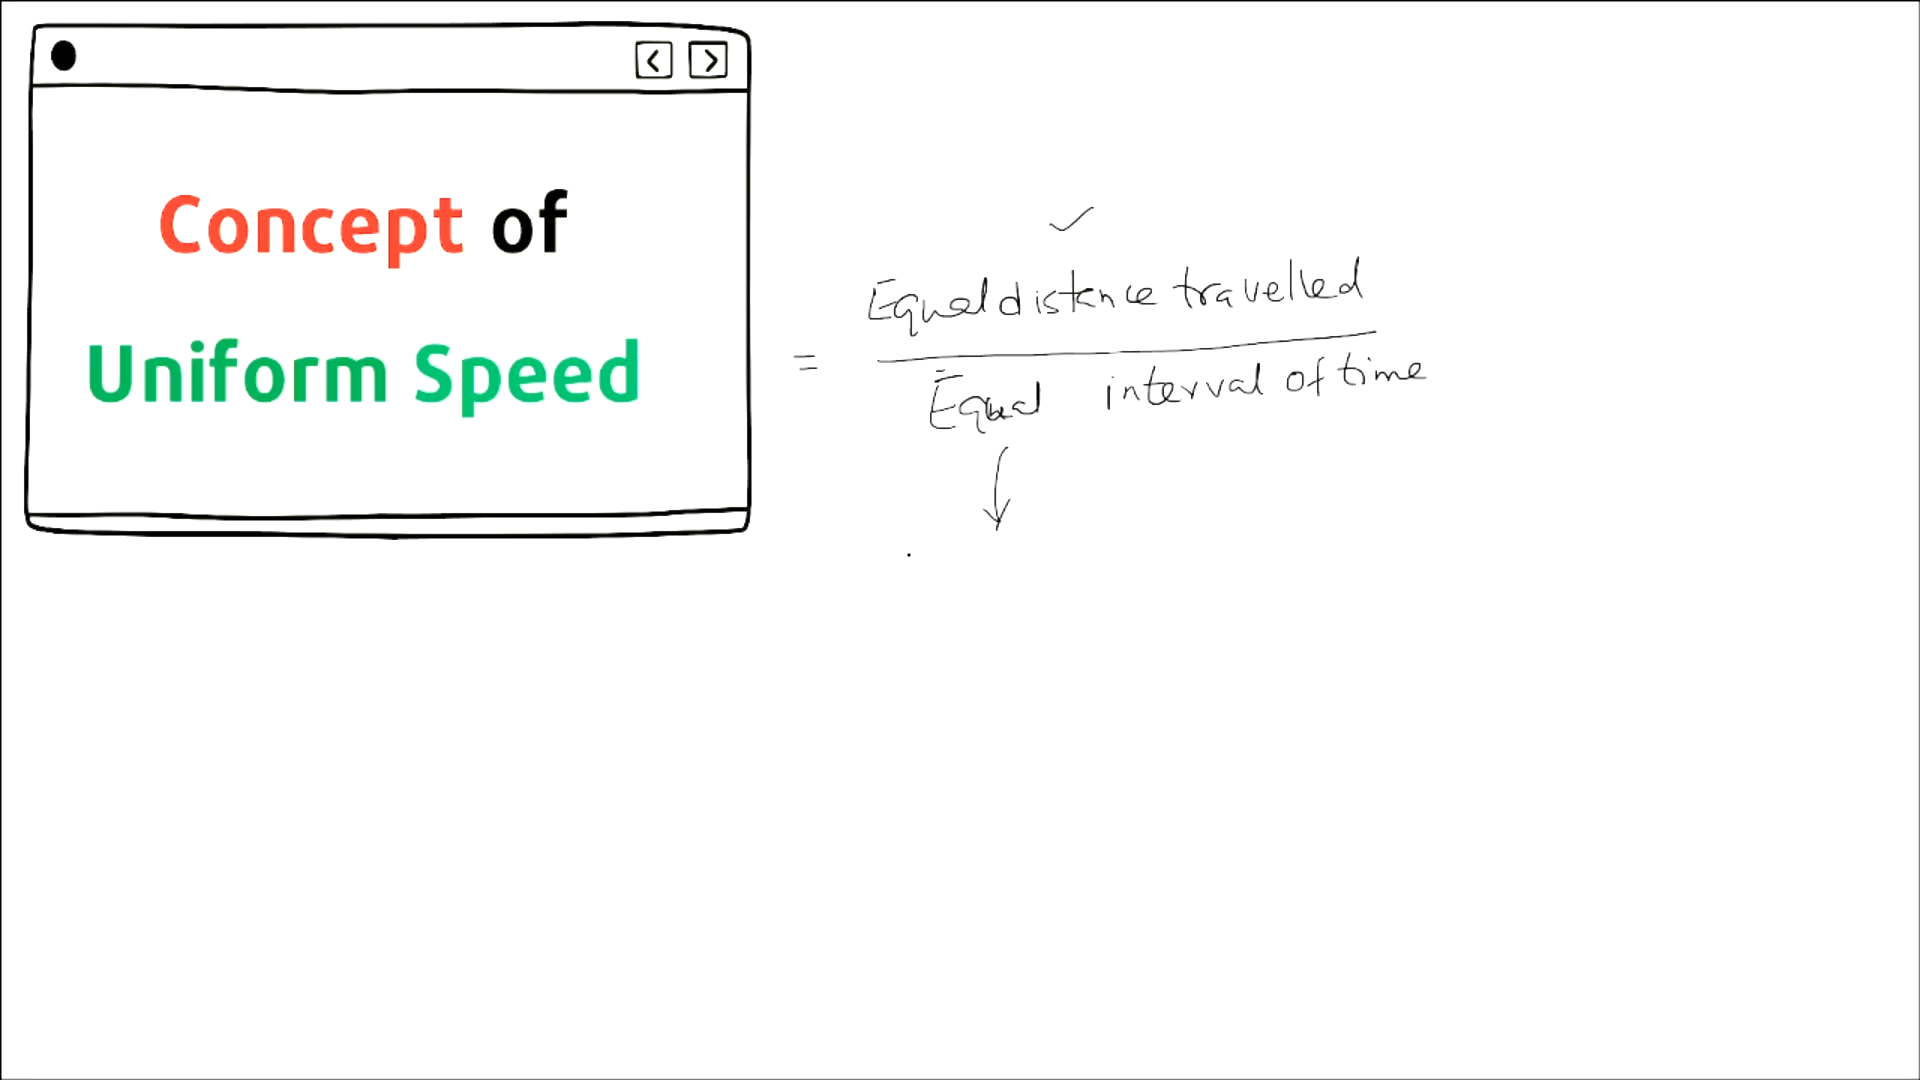 Concept of
Uniform Speed
= Equal distance travelled
Equal interval of time